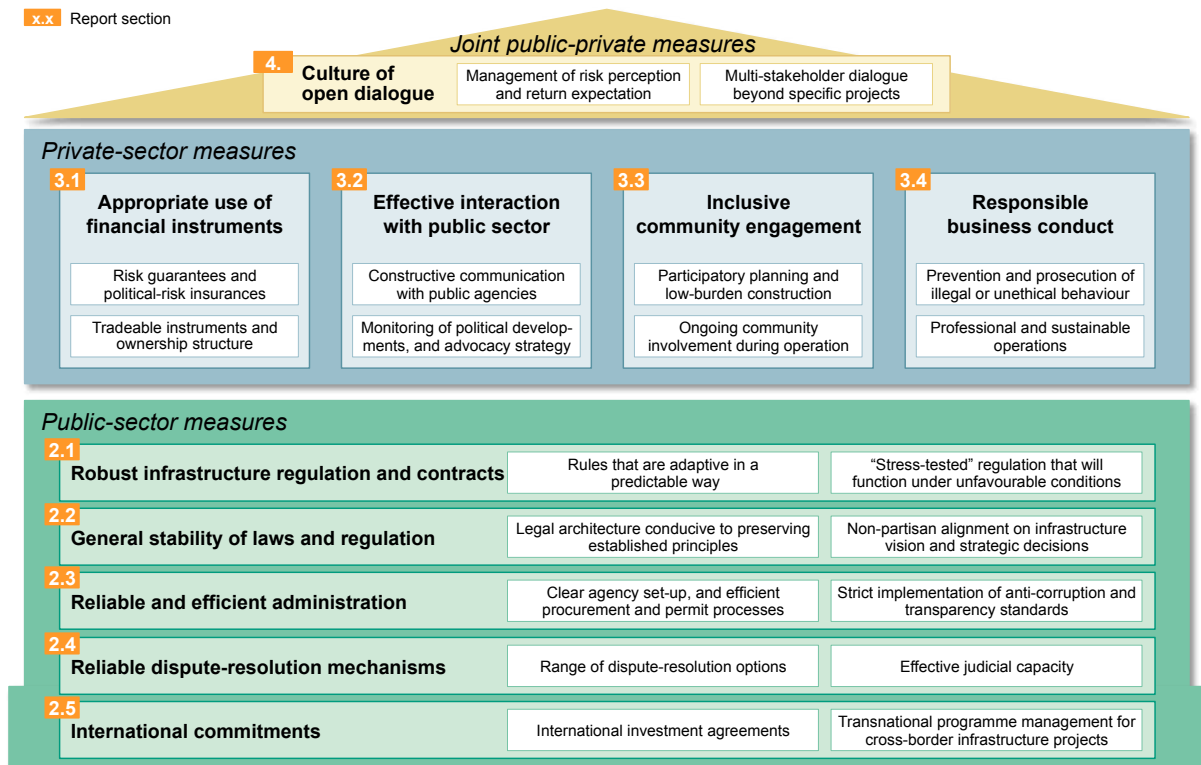 x.x Report section
Joint public-private measures
4.
Culture of
open dialogue
Management of risk perception
and return expectation
Multi-stakeholder dialogue
beyond specific projects
Private-sector measures
3.1
Appropriate use of
financial instruments
Risk guarantees and
political-risk insurances
Tradeable instruments and
ownership structure
3.2
Effective interaction
with public sector
Constructive communication
with public agencies
Monitoring of political develop-
ments, and advocacy strategy
3.3
Inclusive
community engagement
Participatory planning and
low-burden construction
Ongoing community
involvement during operation
3.4
Responsible
business conduct
Prevention and prosecution of
illegal or unethical behaviour
Professional and sustainable
operations
Public-sector measures
2.1
Robust infrastructure regulation and contracts
Rules that are adaptive in a
predictable way
“Stress-tested” regulation that will
function under unfavourable conditions
2.2
General stability of laws and regulation
Legal architecture conducive to preserving
established principles
Non-partisan alignment on infrastructure
vision and strategic decisions
2.3
Reliable and efficient administration
Clear agency set-up, and efficient
procurement and permit processes
Strict implementation of anti-corruption and
transparency standards
2.4
Reliable dispute-resolution mechanisms
Range of dispute-resolution options
Effective judicial capacity
2.5
International commitments
International investment agreements
Transnational programme management for
cross-border infrastructure projects